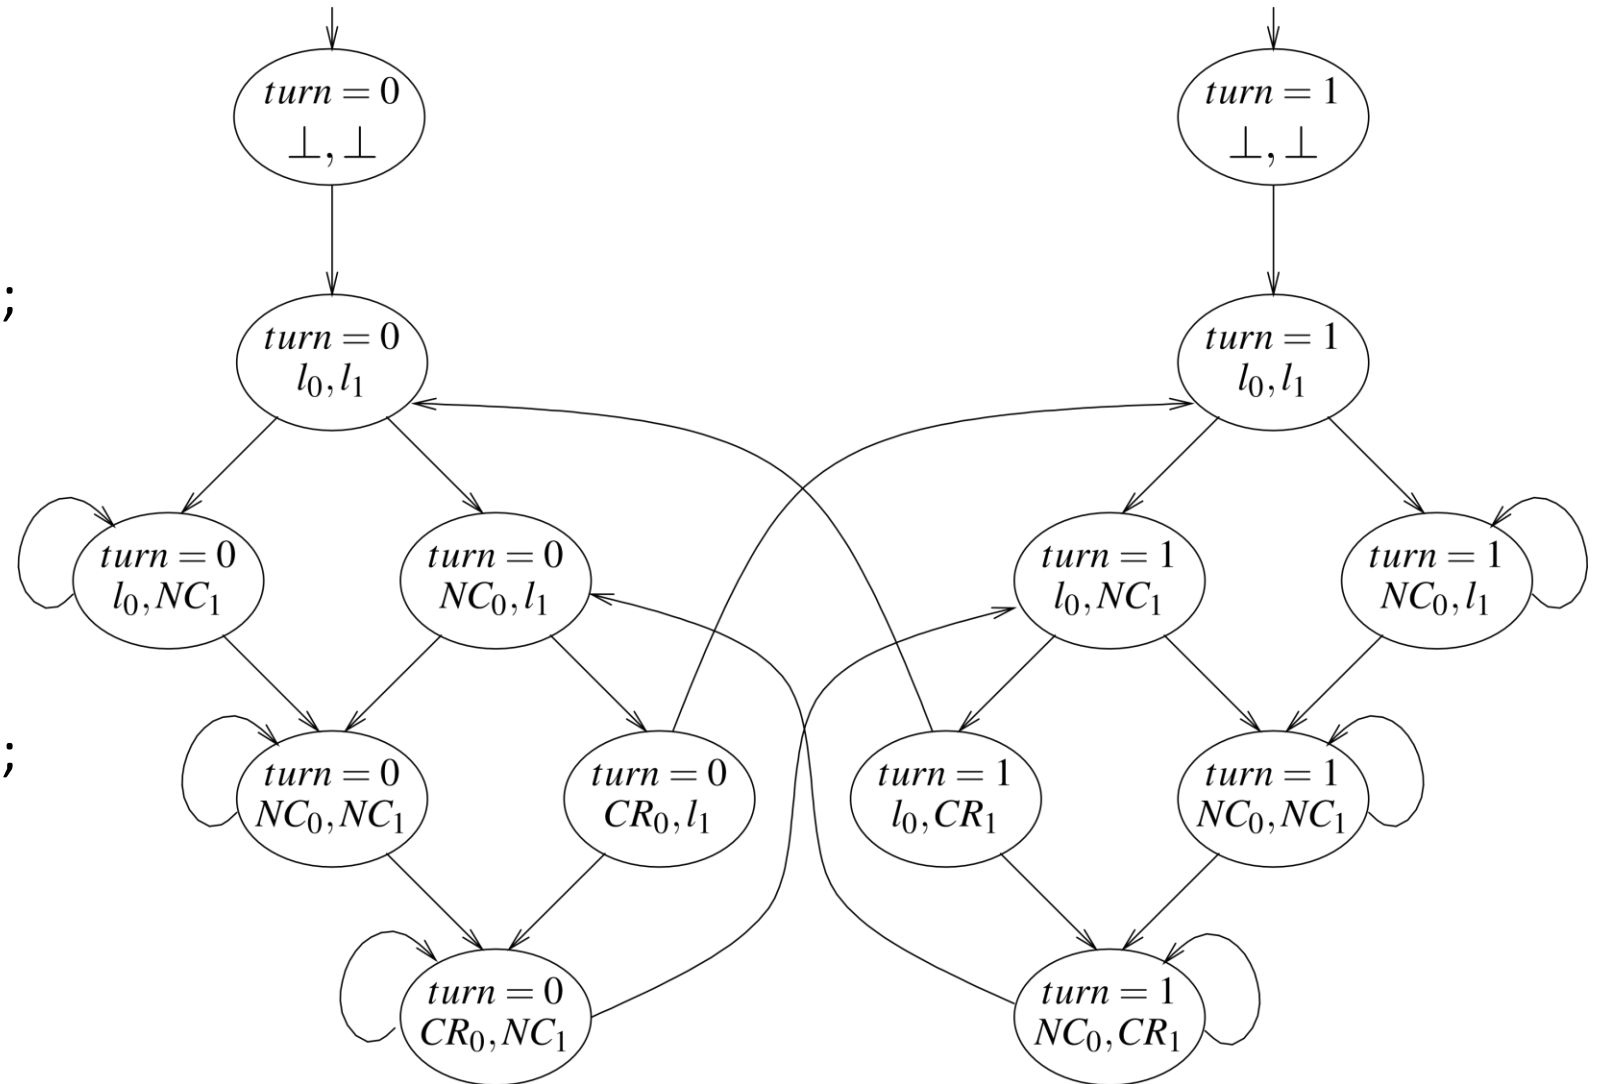 turn = 0
⊥, ⊥
turn = 1
⊥, ⊥
;
turn = 0
l₀, l₁
turn = 1
l₀, l₁
turn = 0
l₀, NC₁
turn = 0
NC₀, l₁
turn = 1
l₀, NC₁
turn = 1
NC₀, l₁
;
turn = 0
NC₀, NC₁
turn = 0
CR₀, l₁
turn = 1
l₀, CR₁
turn = 1
NC₀, NC₁
turn = 0
CR₀, NC₁
turn = 1
NC₀, CR₁